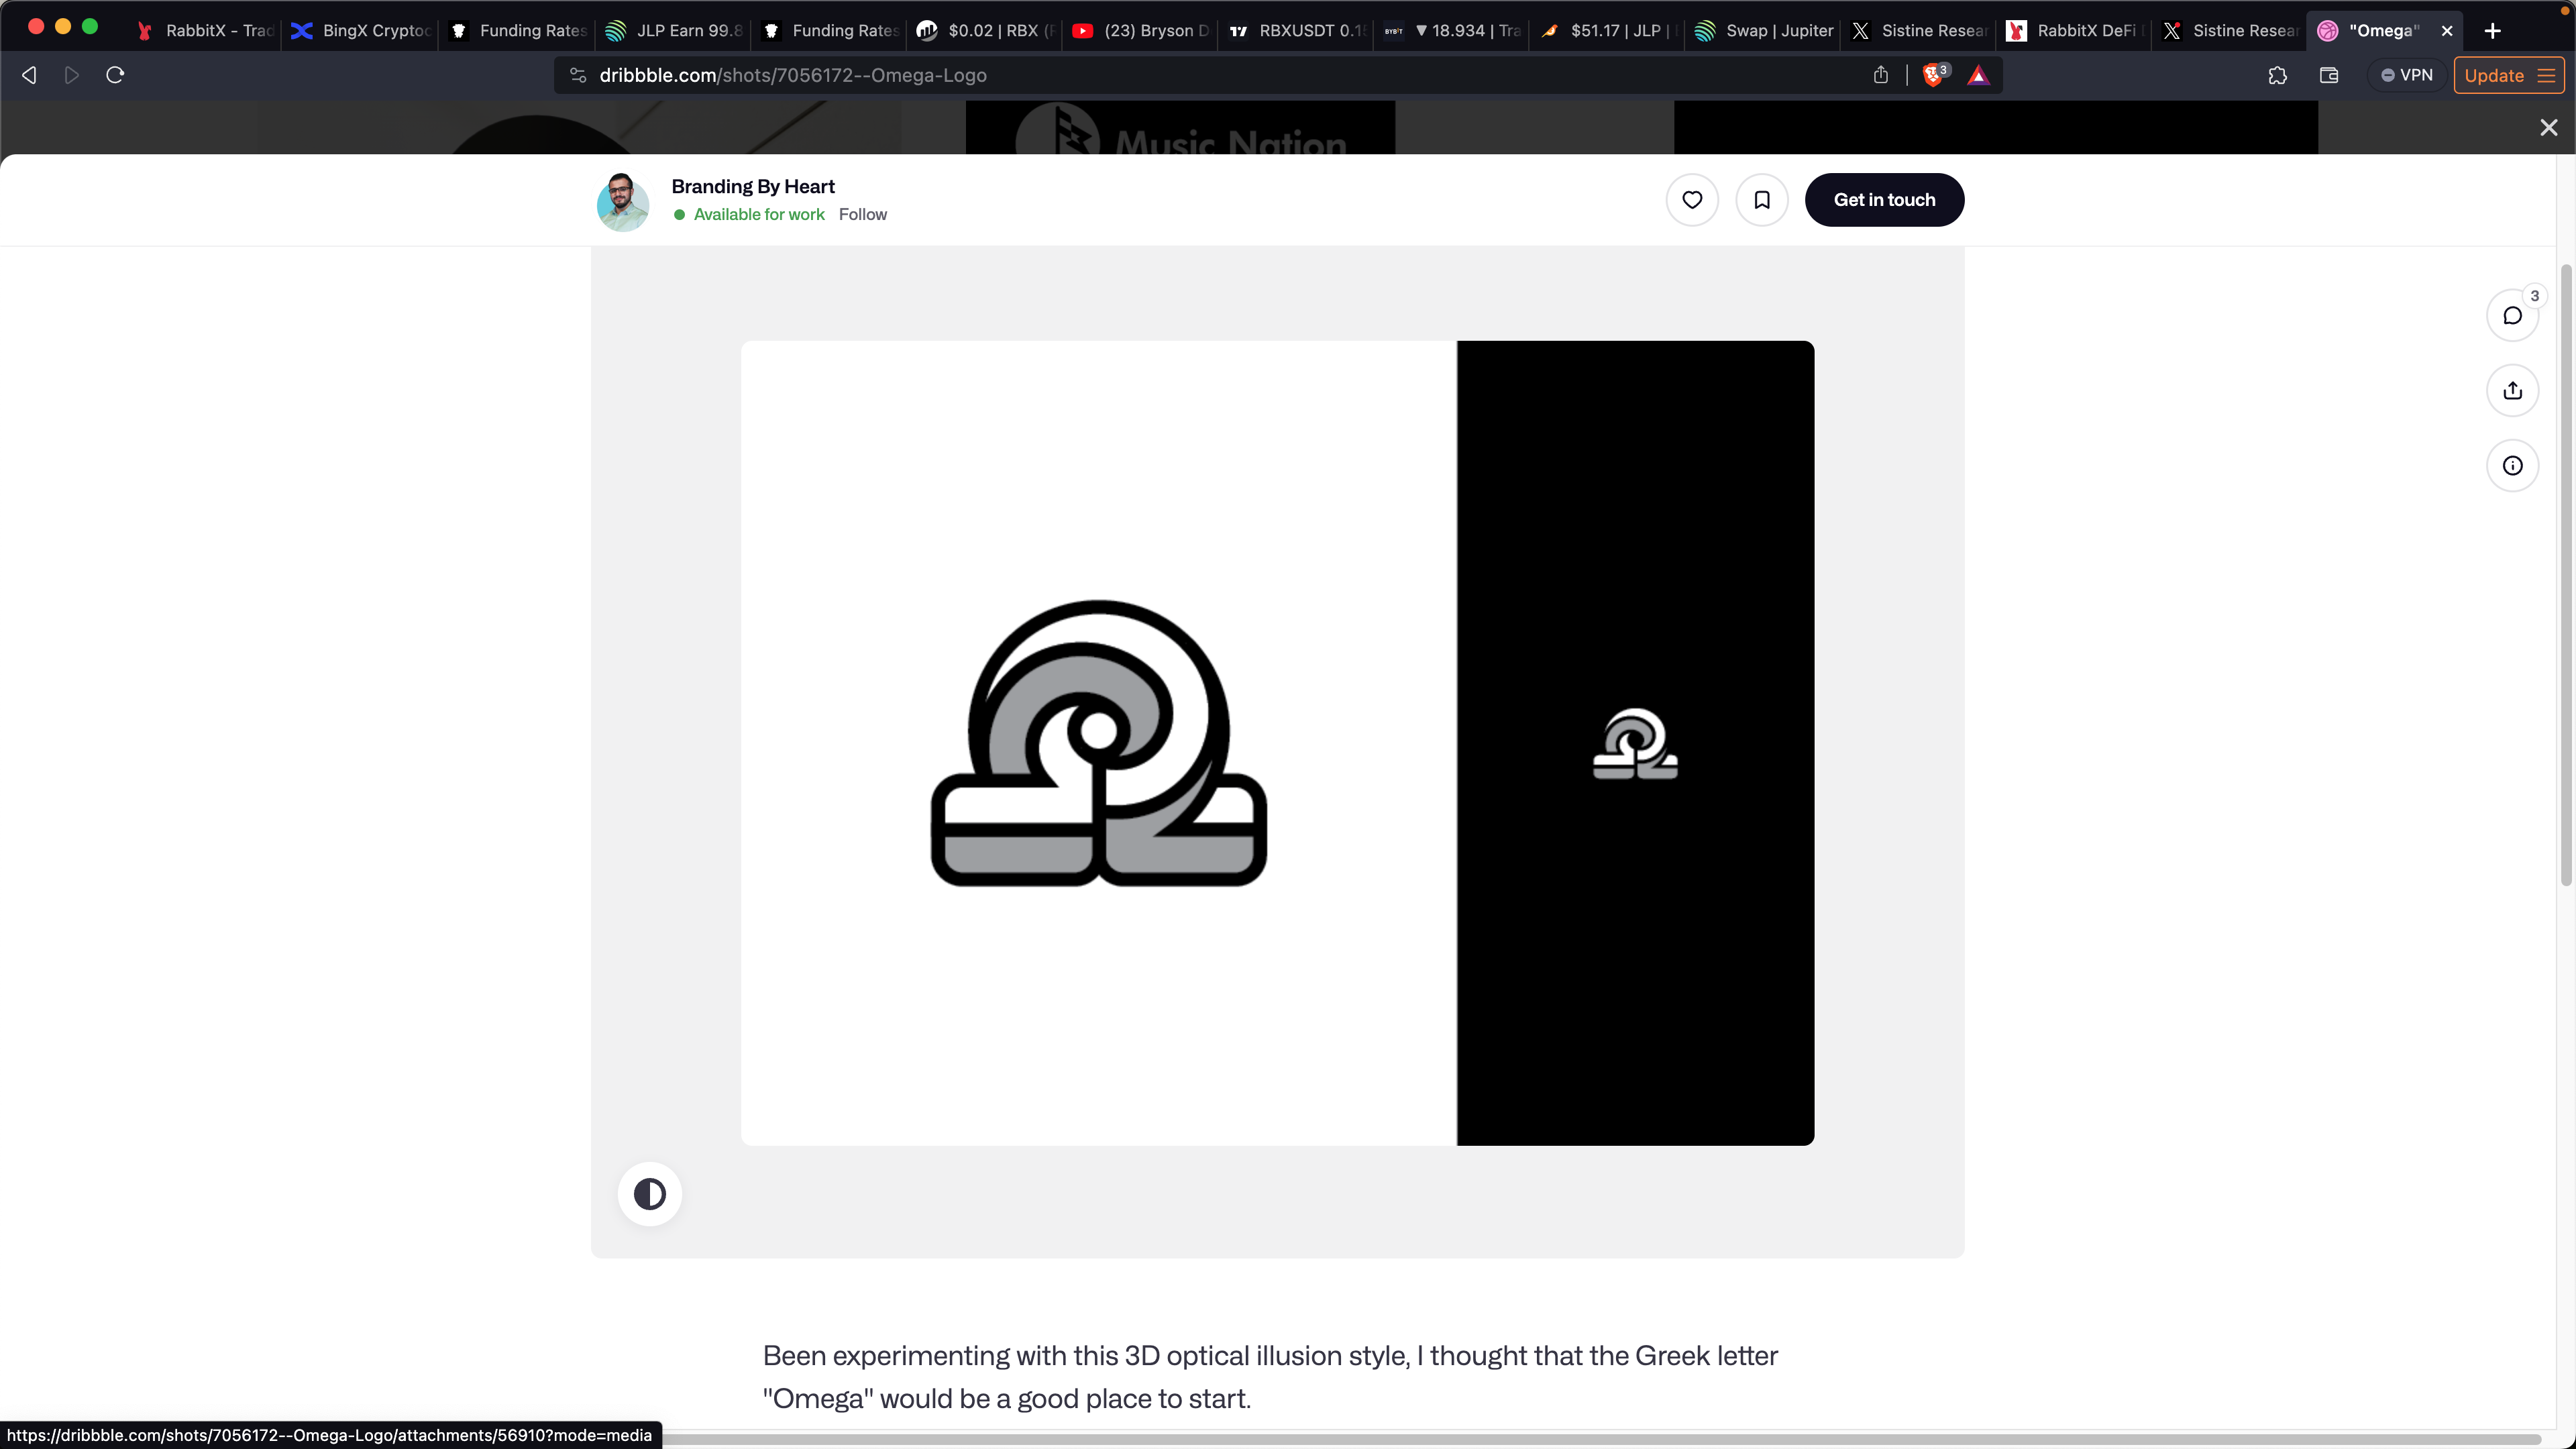 RabbitX - Trad
BingX Cryptoc
Funding Rates
JLP Earn 99.8
Funding Rates
$0.02 | RBX (F
(23) Bryson D
RBXUSDT 0.15
BYBIT
▼ 18.934 | Tra
$51.17 | JLP |
Swap | Jupiter
Sistine Resear
RabbitX DeFi
Sistine Resear
"Omega"
dribbble.com/shots/7056172--Omega-Logo
3
VPN
Update
Music Nation
Branding By Heart
Available for work Follow
Get in touch
3
Been experimenting with this 3D optical illusion style, I thought that the Greek letter
"Omega" would be a good place to start.
https://dribbble.com/shots/7056172--Omega-Logo/attachments/56910?mode=media